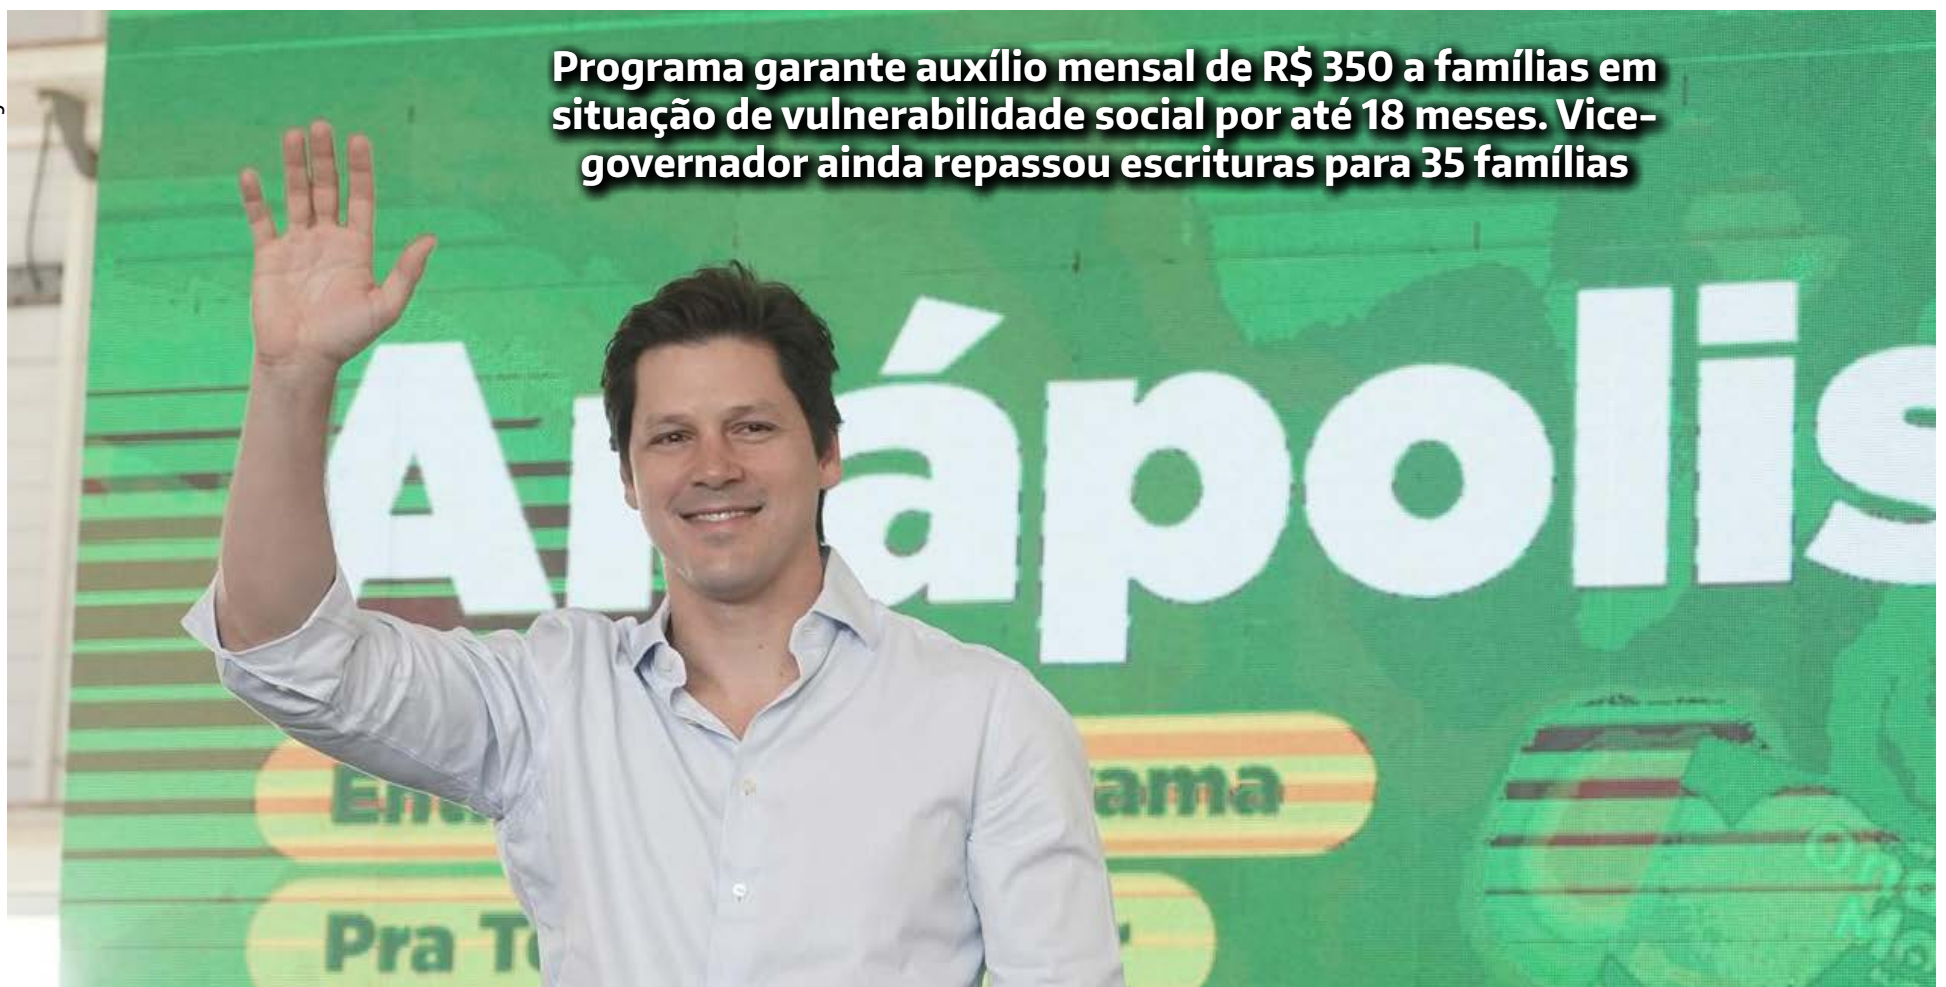 Programa garante auxílio mensal de R$ 350 a famílias em
situação de vulnerabilidade social por até 18 meses. Vice-
governador ainda repassou escrituras para 35 famílias
Anápolis
ama
Pra